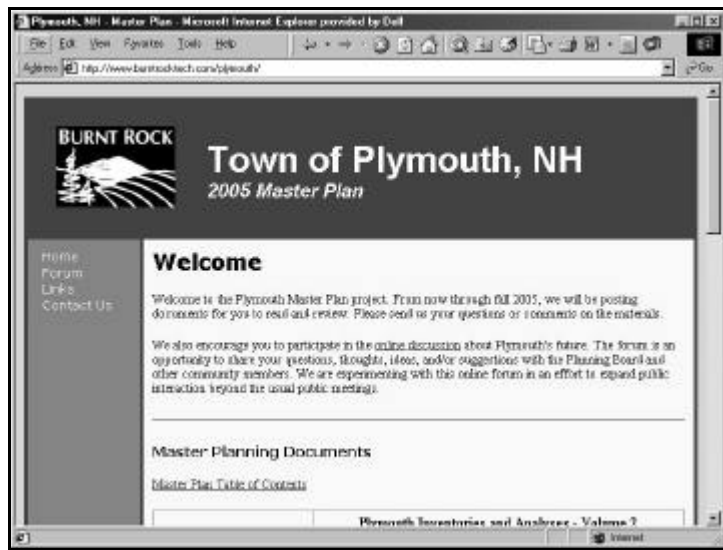 Plymouth, NH - Master Plan - Microsoft Internet Explorer provided by Dell
File Edit View Favorites Tools Help
Address http://www.burntrocktech.com/plymouth/ Go
BURNT ROCK
Town of Plymouth, NH
2005 Master Plan
Home
Forum
Links
Contact Us
Welcome
Welcome to the Plymouth Master Plan project. From now through fall 2005, we will be posting
documents for you to read and review. Please send us your questions or comments on the materials.
We also encourage you to participate in the online discussion about Plymouth's future. The forum is an
opportunity to share your questions, thoughts, ideas, and/or suggestions with the Planning Board and
other community members. We are experimenting with this online forum in an effort to expand public
interaction beyond the usual public meetings.
Master Planning Documents
Master Plan Table of Contents
Plymouth Inventories and Analyses - Volume 2
Internet